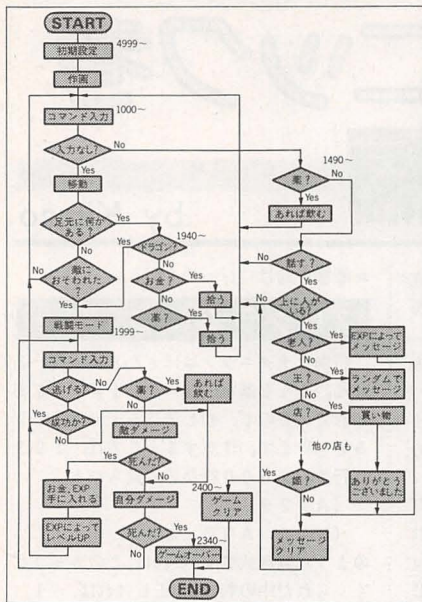 START
初期設定
4999〜
作画
1000〜
コマンド入力
入力なし?
No
Yes
移動
足元に何か
ある?
Yes
No
敵に
おそわれた
?
No
Yes
戦闘モード
1999〜
コマンド入力
逃げる?
No
Yes
成功か?
No
Yes
お金、EXP
手に入れる
EXPによって
レベルUP
1940〜
ドラゴン?
Yes
No
お金?
Yes
拾う
No
薬?
Yes
拾う
薬?
Yes
あれば
飲む
No
敵ダメージ
死んだ?
Yes
No
自分ダメージ
死んだ?
Yes
No
2340〜
ゲームオーバー
2400〜
ゲーム
クリア
END
1490〜
薬?
No
Yes
あれば飲む
話す?
No
Yes
上に人が
いる?
No
Yes
老人?
Yes
EXPによって
メッセージ
No
王?
Yes
ランダムで
メッセージ
No
店?
Yes
買い物
No
他の店も
ありがとう
ございました
姫?
Yes
No
メッセージ
クリア
by